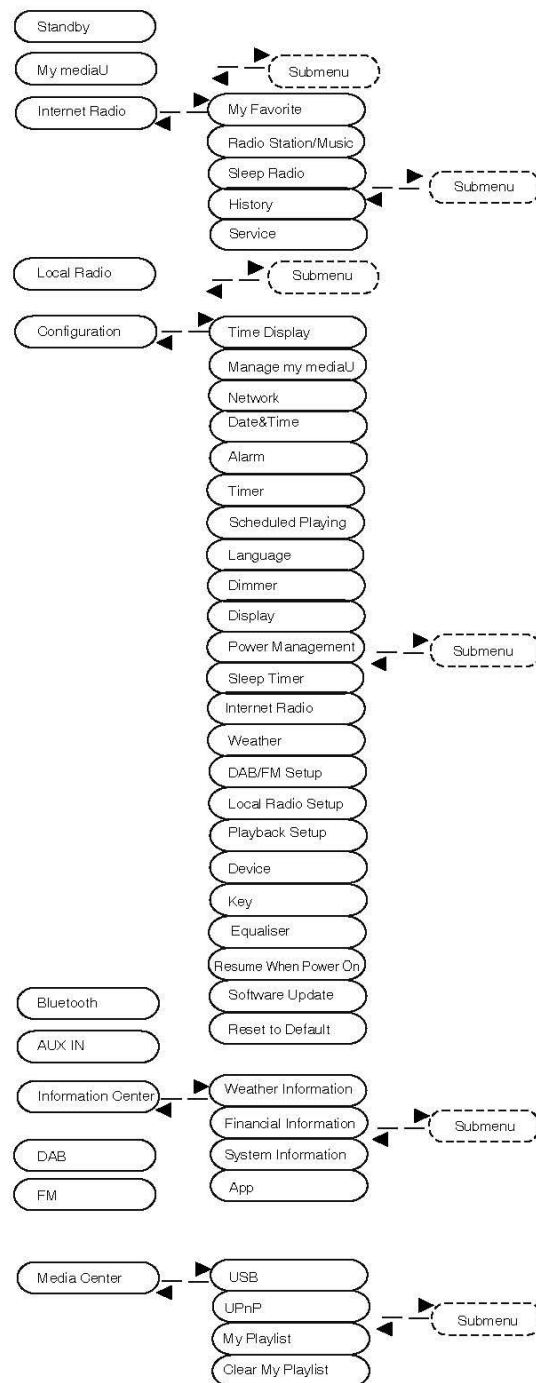 Standby
My mediaU
Submenu
Internet Radio
My Favorite
Radio Station/Music
Sleep Radio
Submenu
History
Service
Local Radio
Submenu
Configuration
Time Display
Manage my mediaU
Network
Date&Time
Alarm
Timer
Scheduled Playing
Language
Dimmer
Display
Power Management
Submenu
Sleep Timer
Internet Radio
Weather
DAB/FM Setup
Local Radio Setup
Playback Setup
Device
Key
Equaliser
Resume When Power On
Software Update
Bluetooth
Reset to Default
AUX IN
Information Center
Weather Information
Financial Information
Submenu
DAB
System Information
FM
App
Media Center
USB
UPnP
Submenu
My Playlist
Clear My Playlist